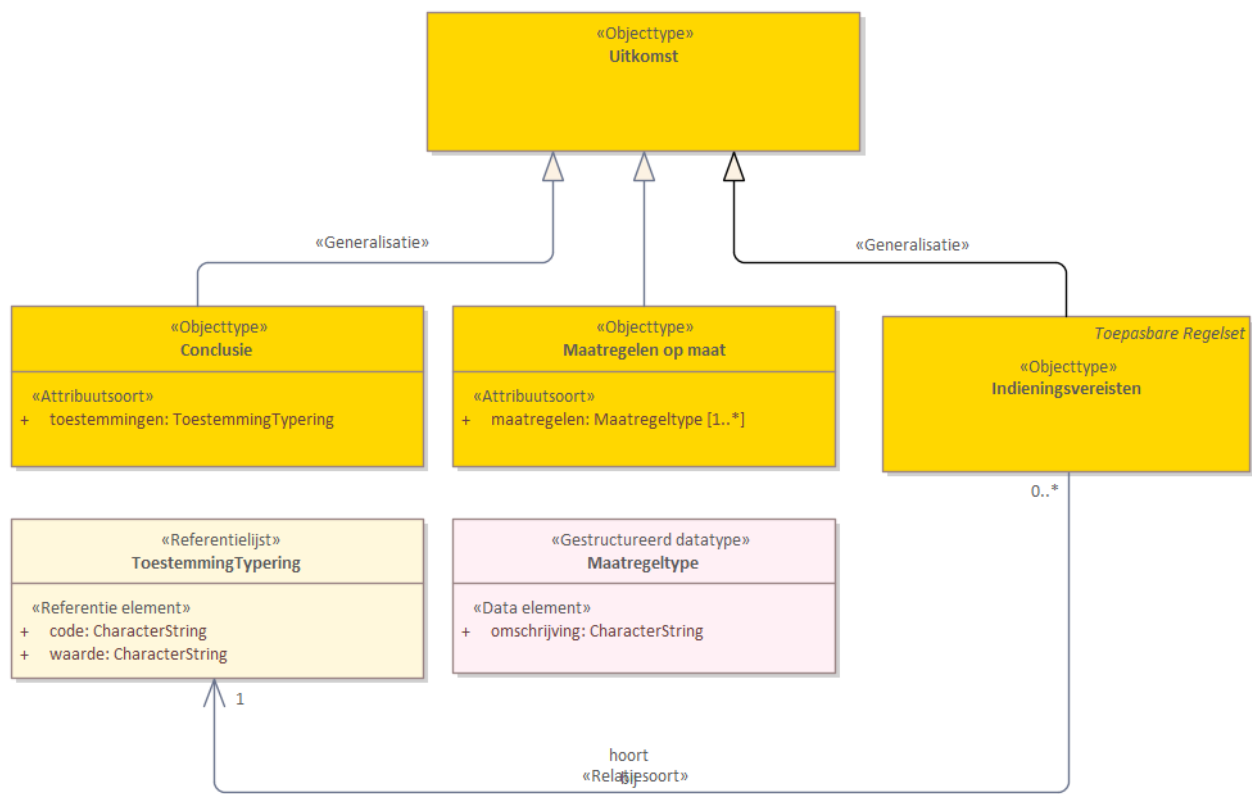 «Objecttype»
Uitkomst
«Generalisatie»
«Generalisatie»
«Objecttype»
Conclusie
«Attribuutsoort»
+ toestemmingen: ToestemmingTypering
«Objecttype»
Maatregelen op maat
«Attribuutsoort»
+ maatregelen: Maatregeltype [1..*]
Toepasbare Regelset
«Objecttype»
Indieningsvereisten
0..*
«Referentielijst»
ToestemmingTypering
«Referentie element»
+ code: CharacterString
+ waarde: CharacterString
«Gestructureerd datatype»
Maatregeltype
«Data element»
+ omschrijving: CharacterString
1
hoort
bij
«Relatiesoort»